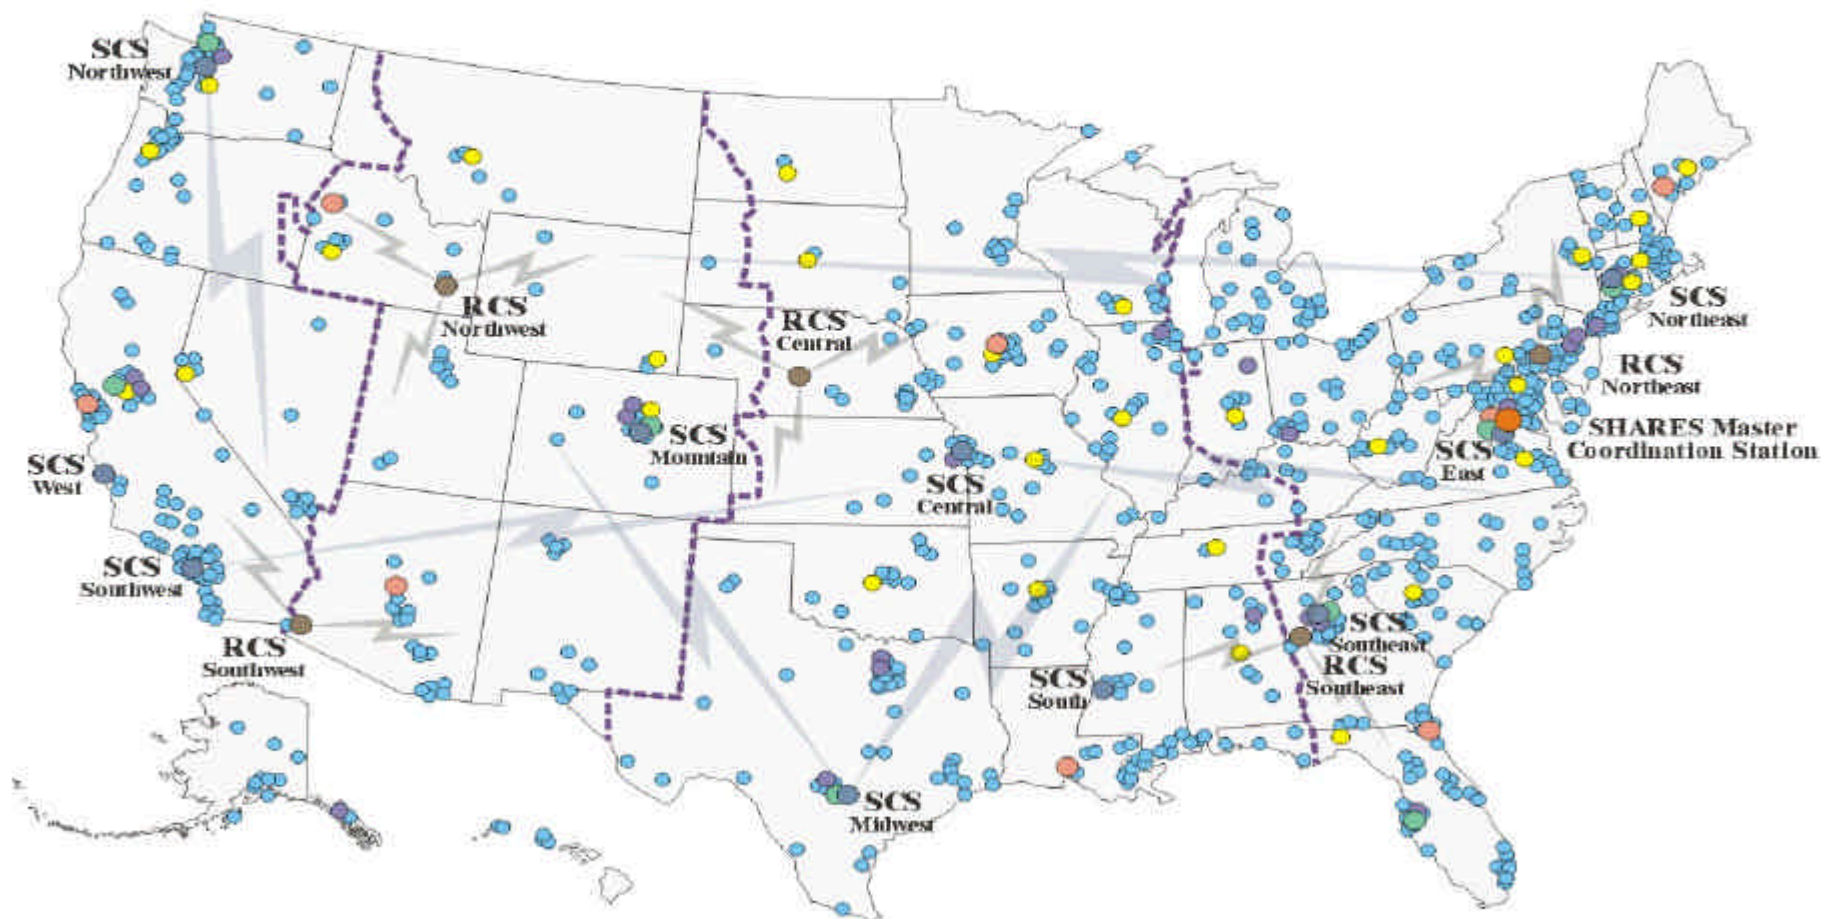 SCS
Northwest
RCS
Northwest
RCS
Central
SCS
Northeast
RCS
Northeast
SHARES Master
Coordination Station
SCS
Mountain
SCS
West
SCS
Central
SCS
East
SCS
Southwest
RCS
Southwest
SCS
Southeast
RCS
Southeast
SCS
South
SCS
Midwest